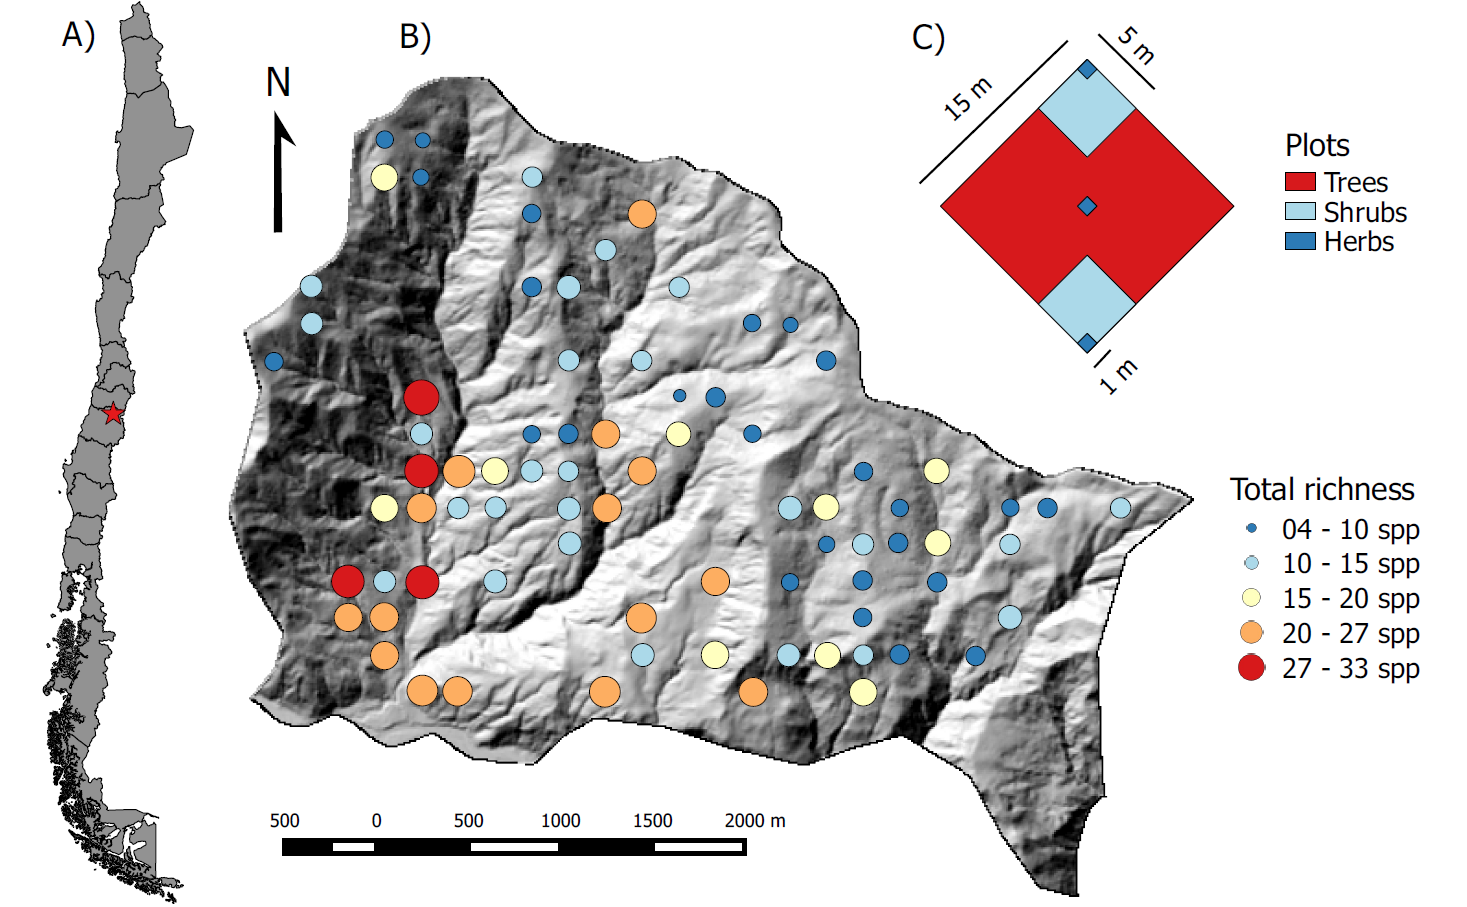 A)
B)
C)
N
15 m
5 m
1 m
Plots
Trees
Shrubs
Herbs
Total richness
04 - 10 spp
10 - 15 spp
15 - 20 spp
20 - 27 spp
27 - 33 spp
500 0 500 1000 1500 2000 m